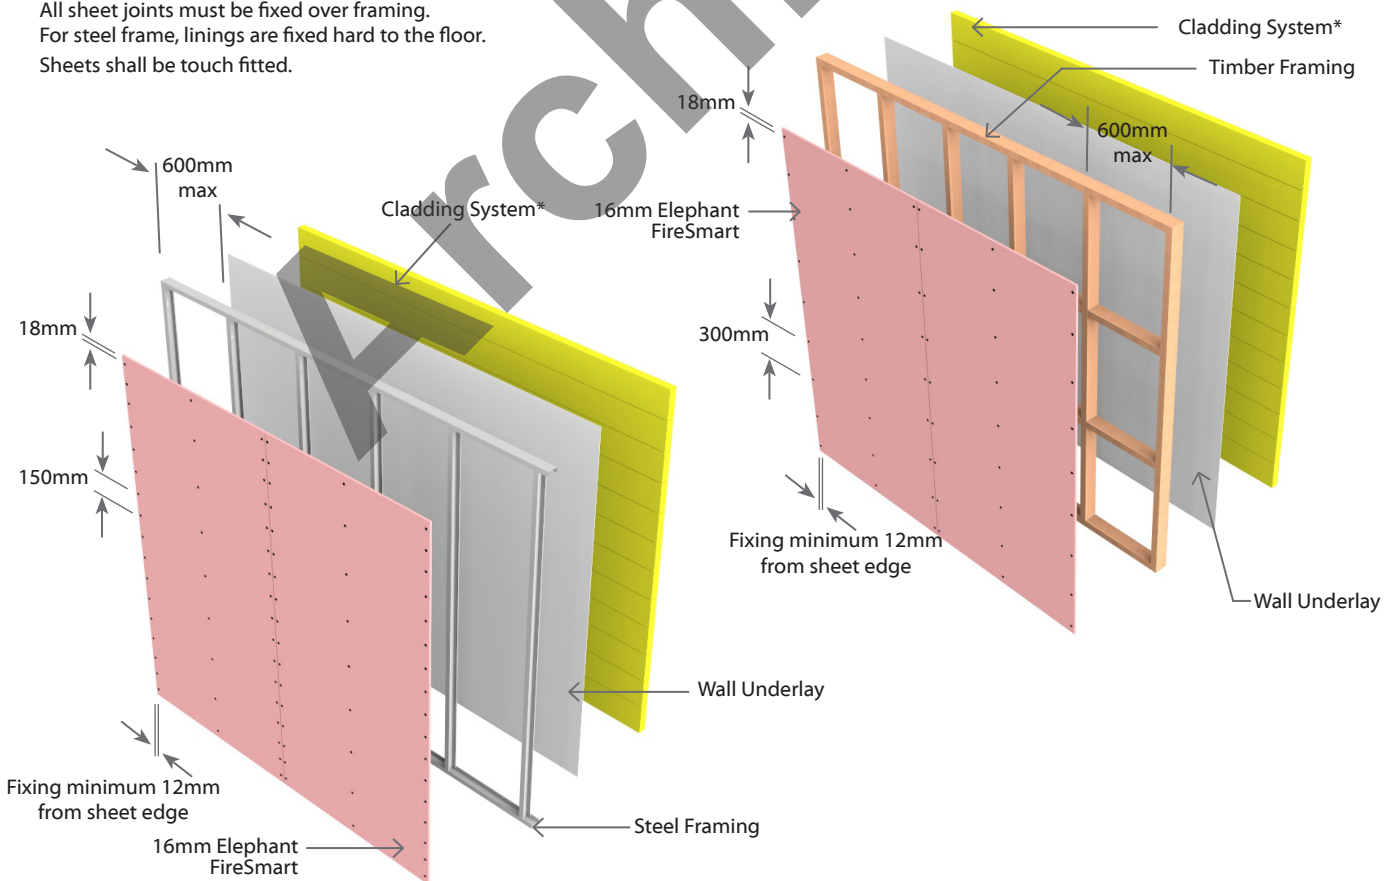 All sheet joints must be fixed over framing.
For steel frame, linings are fixed hard to the floor.
Sheets shall be touch fitted.
600mm
max
Cladding System*
18mm
150mm
Fixing minimum 12mm
from sheet edge
16mm Elephant
FireSmart
Wall Underlay
Steel Framing
Cladding System*
Timber Framing
18mm
600mm
max
16mm Elephant
FireSmart
300mm
Fixing minimum 12mm
from sheet edge
Wall Underlay